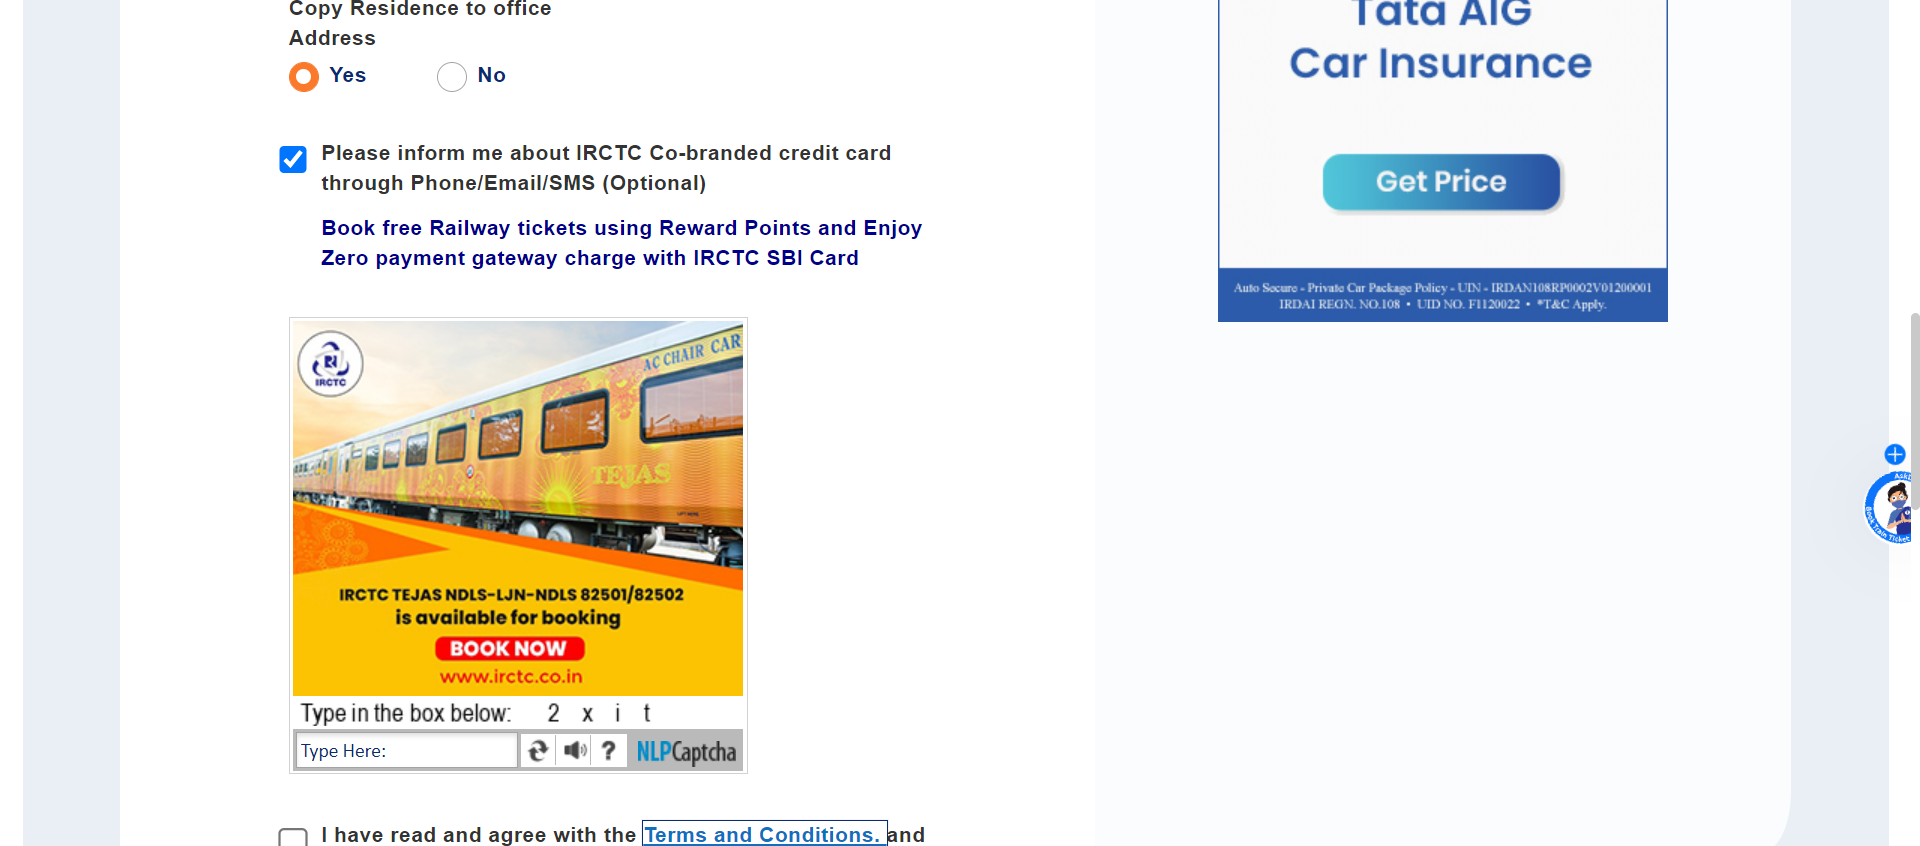 Copy Residence to office
Address
Yes
No
Please inform me about IRCTC Co-branded credit card
through Phone/Email/SMS (Optional)
Book free Railway tickets using Reward Points and Enjoy
Zero payment gateway charge with IRCTC SBI Card
IRCTC
AC CHAIR CAR
TEJAS
IRCTC TEJAS NDLS-LJN-NDLS 82501/82502
is available for booking
BOOK NOW
www.irctc.co.in
Type in the box below: 2 x i t
Type Here:
? NLPCaptcha
I have read and agree with the Terms and Conditions. and
Tata AIG
Car Insurance
Get Price
Auto Secure - Private Car Package Policy - UIN - IRDAN108RP0002V01200001
IRDAI REGN. NO.108 • UID NO. F1120022 • *T&C Apply.
Book Train Ticket